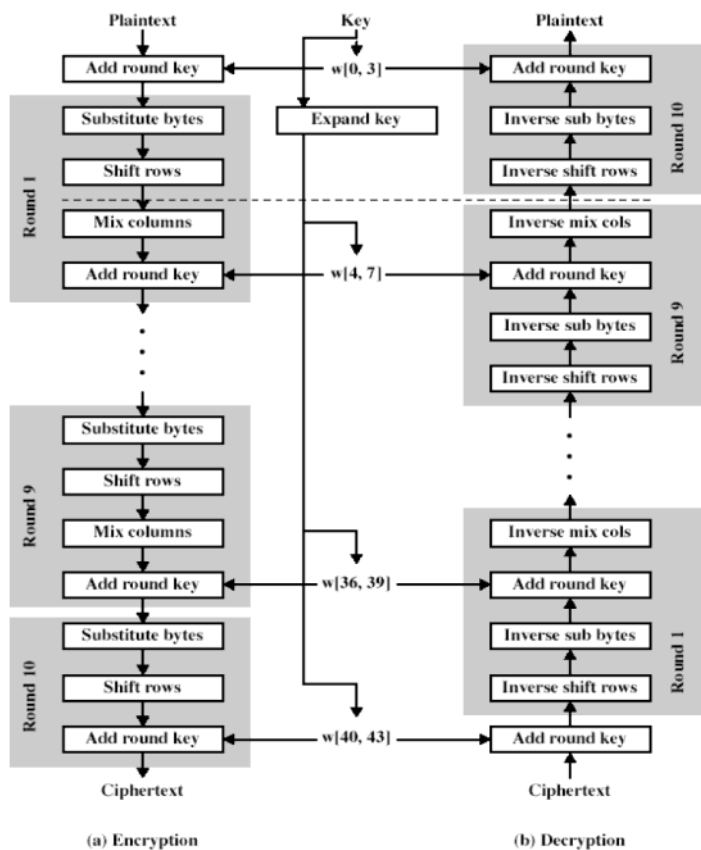 Plaintext
Key
Plaintext
Add round key
w[0, 3]
Add round key
Substitute bytes
Expand key
Inverse sub bytes
Shift rows
Inverse shift rows
Round 1
Round 10
Mix columns
Inverse mix cols
Add round key
w[4, 7]
Add round key
Inverse sub bytes
Inverse shift rows
Round 9
Substitute bytes
Shift rows
Mix columns
Inverse mix cols
Round 9
Add round key
w[36, 39]
Add round key
Substitute bytes
Inverse sub bytes
Shift rows
Inverse shift rows
Round 10
Round 1
Add round key
w[40, 43]
Add round key
Ciphertext
Ciphertext
(a) Encryption
(b) Decryption